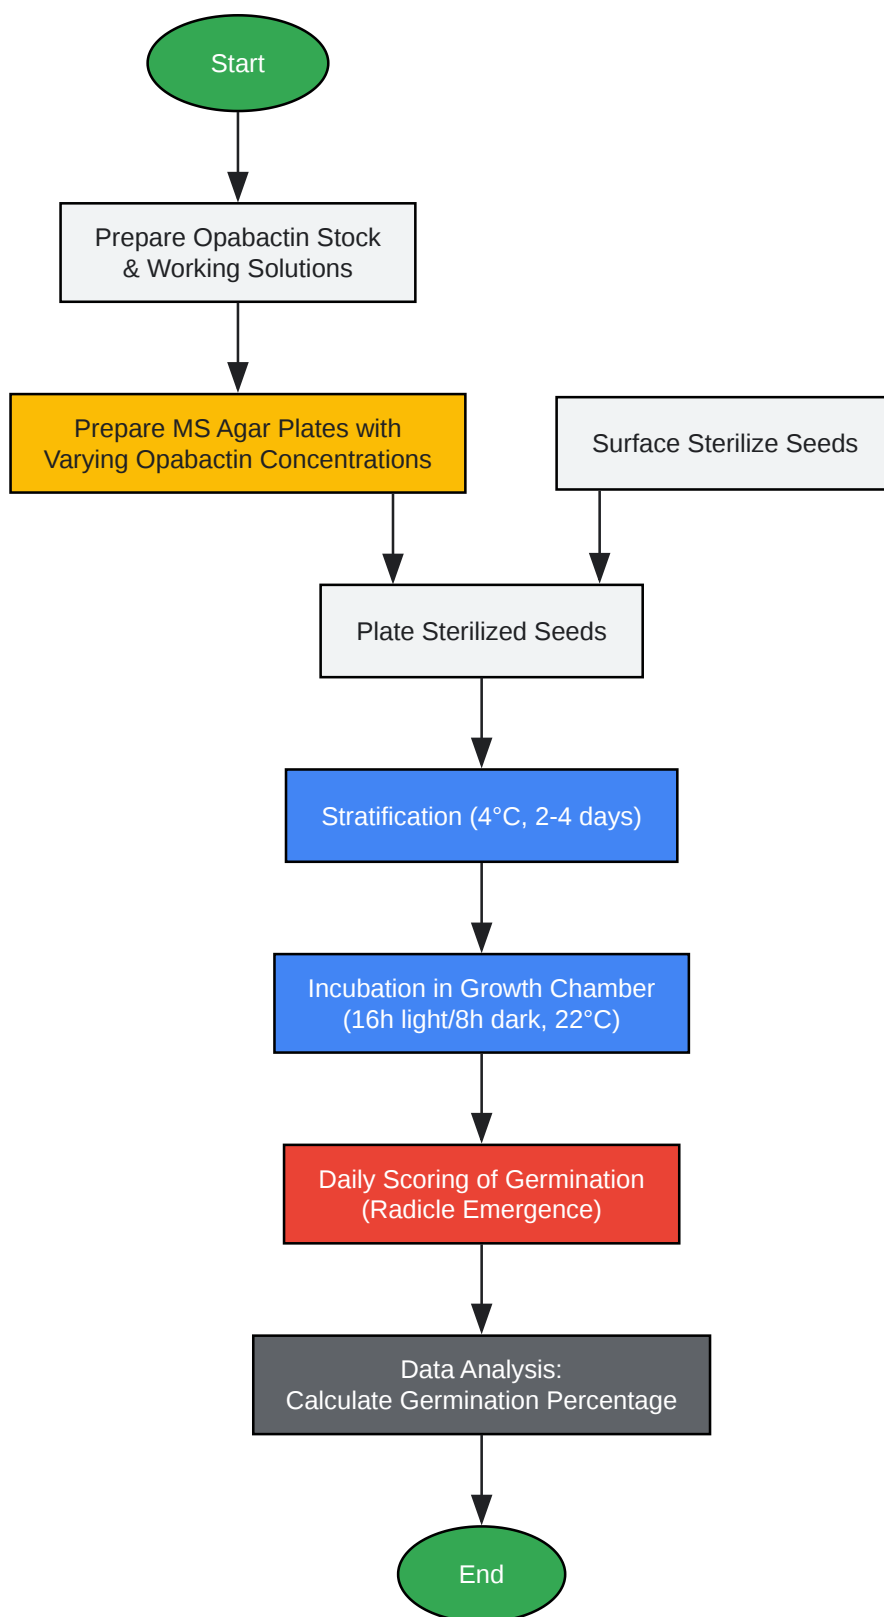 Start
Prepare Opabactin Stock
& Working Solutions
Prepare MS Agar Plates with
Varying Opabactin Concentrations
Surface Sterilize Seeds
Plate Sterilized Seeds
Stratification (4°C, 2-4 days)
Incubation in Growth Chamber
(16h light/8h dark, 22°C)
Daily Scoring of Germination
(Radicle Emergence)
Data Analysis:
Calculate Germination Percentage
End